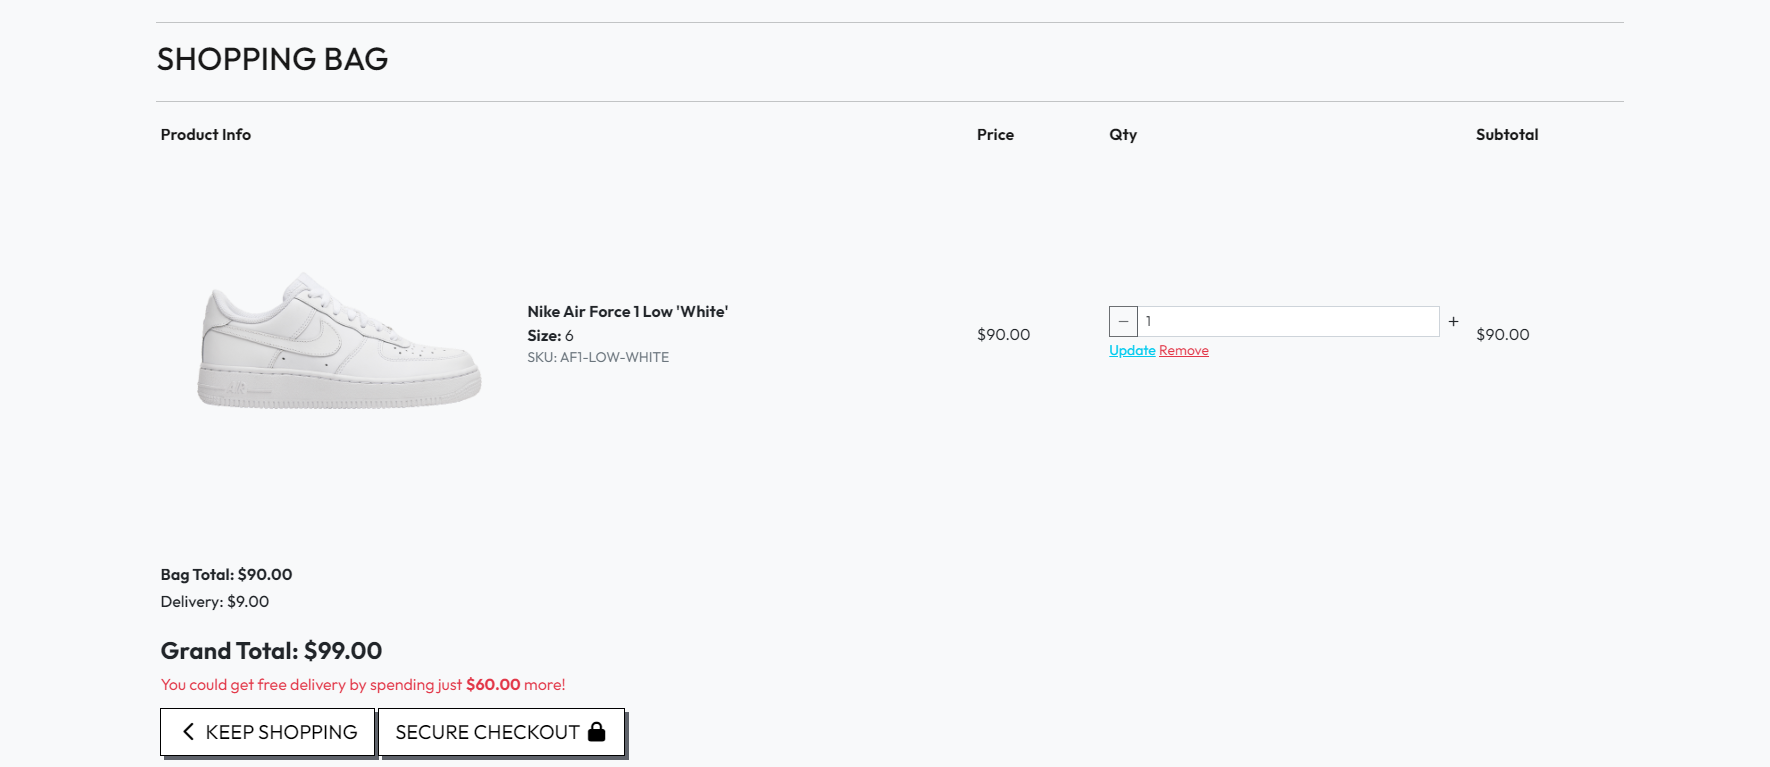 SHOPPING BAG
Product Info Price Qty Subtotal
Nike Air Force 1 Low 'White'
Size: 6
SKU: AF1-LOW-WHITE
$90.00
− 1 +
Update Remove
$90.00
Bag Total: $90.00
Delivery: $9.00
Grand Total: $99.00
You could get free delivery by spending just $60.00 more!
KEEP SHOPPING SECURE CHECKOUT